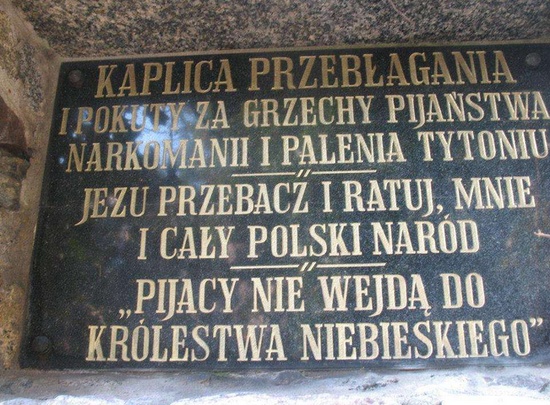 KAPLICA PRZEBŁAGANIA
I POKUTY ZA GRZECHY PIJAŃSTWA
NARKOMANII I PALENIA TYTONIU
JEZU PRZEBACZ I RATUJ, MNIE
I CAŁY POLSKI NARÓD
„PIJACY NIE WEJDĄ DO
KRÓLESTWA NIEBIESKIEGO”